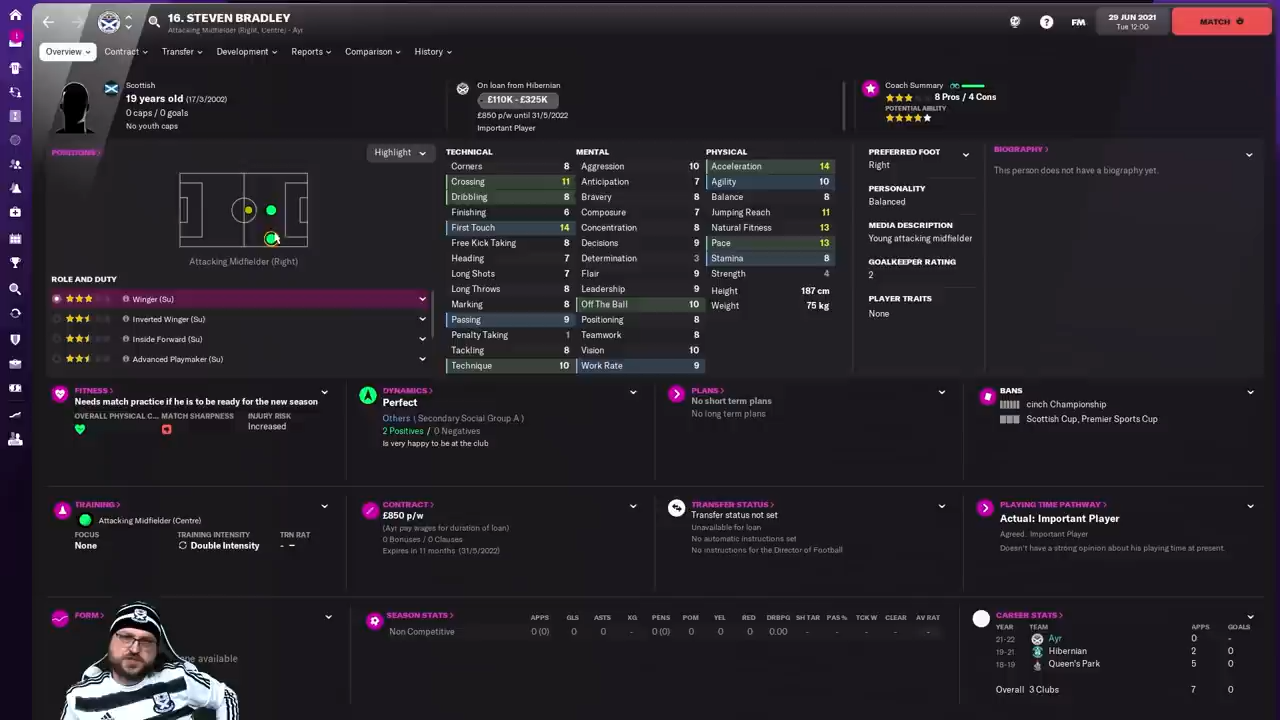 16. STEVEN BRADLEY
Attacking Midfielder (Right, Centre) - Ayr
29 JUN 2021
Tue 12:00
FM
MATCH
Overview
Contract
Transfer
Development
Reports
Comparison
History
Scottish
19 years old (17/3/2002)
0 caps / 0 goals
No youth caps
On loan from Hibernian
£110K - £325K
£850 p/w until 31/5/2022
Important Player
Coach Summary
8 Pros / 4 Cons
POTENTIAL ABILITY
POSITIONS >
Highlight
Attacking Midfielder (Right)
ROLE AND DUTY
Winger (Su)
Inverted Winger (Su)
Inside Forward (Su)
Advanced Playmaker (Su)
TECHNICAL
Corners 8
Crossing 11
Dribbling 8
Finishing 6
First Touch 14
Free Kick Taking 8
Heading 7
Long Shots 7
Long Throws 8
Marking 8
Passing 9
Penalty Taking 1
Tackling 8
Technique 10
MENTAL
Aggression 10
Anticipation 7
Bravery 8
Composure 7
Concentration 8
Decisions 9
Determination 3
Flair 9
Leadership 9
Off The Ball 10
Positioning 8
Teamwork 8
Vision 10
Work Rate 9
PHYSICAL
Acceleration 14
Agility 10
Balance 8
Jumping Reach 11
Natural Fitness 13
Pace 13
Stamina 8
Strength 4
Height 187 cm
Weight 75 kg
PREFERRED FOOT
Right
PERSONALITY
Balanced
MEDIA DESCRIPTION
Young attacking midfielder
GOALKEEPER RATING
2
PLAYER TRAITS
None
BIOGRAPHY >
This person does not have a biography yet.
FITNESS >
Needs match practice if he is to be ready for the new season
OVERALL PHYSICAL C... MATCH SHARPNESS INJURY RISK
Increased
DYNAMICS >
Perfect
Others ( Secondary Social Group A )
2 Positives / 0 Negatives
Is very happy to be at the club
PLANS >
No short term plans
No long term plans
BANS
cinch Championship
Scottish Cup, Premier Sports Cup
TRAINING >
Attacking Midfielder (Centre)
FOCUS TRAINING INTENSITY TRN RAT
None Double Intensity - –
CONTRACT >
£850 p/w
(Ayr pay wages for duration of loan)
0 Bonuses / 0 Clauses
Expires in 11 months (31/5/2022)
TRANSFER STATUS >
Transfer status not set
Unavailable for loan
No automatic instructions set
No instructions for the Director of Football
PLAYING TIME PATHWAY >
Actual: Important Player
Agreed: Important Player
Doesn't have a strong opinion about his playing time at present.
FORM >
available
SEASON STATS > APPS GLS ASTS KG PENS POM YEL RED DRBPG SH TAR PAS % TCK W CLEAR AV RAT
Non Competitive 0 (0) 0 0 - 0 (0) 0 0 0 0.00 - - - - -
CAREER STATS >
YEAR TEAM APPS GOALS
21-22 Ayr 0 -
19-21 Hibernian 2 0
18-19 Queen's Park 5 0
Overall 3 Clubs 7 0